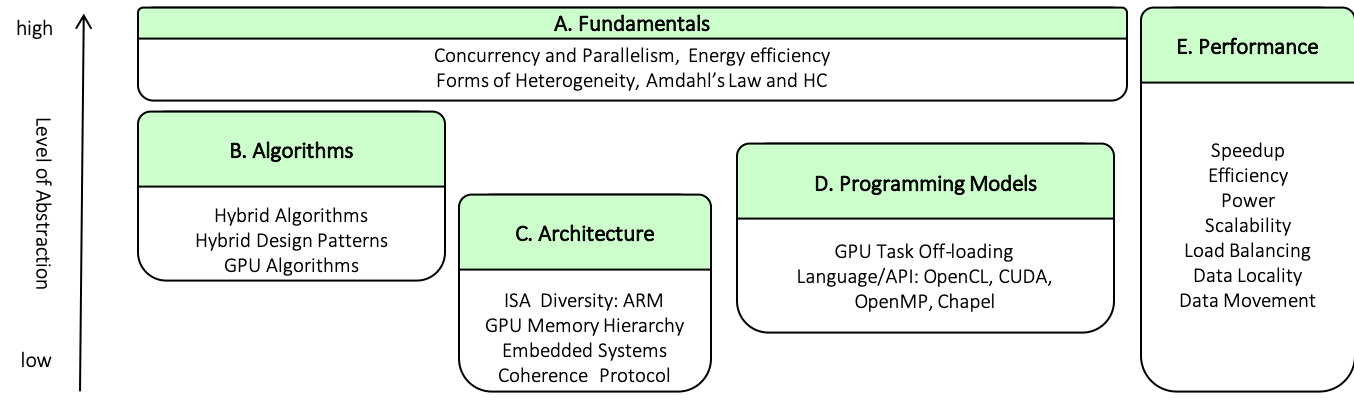 high
Level of Abstraction
low
A. Fundamentals
Concurrency and Parallelism, Energy efficiency
Forms of Heterogeneity, Amdahl's Law and HC
B. Algorithms
Hybrid Algorithms
Hybrid Design Patterns
GPU Algorithms
C. Architecture
ISA Diversity: ARM
GPU Memory Hierarchy
Embedded Systems
Coherence Protocol
D. Programming Models
GPU Task Off-loading
Language/API: OpenCL, CUDA,
OpenMP, Chapel
E. Performance
Speedup
Efficiency
Power
Scalability
Load Balancing
Data Locality
Data Movement